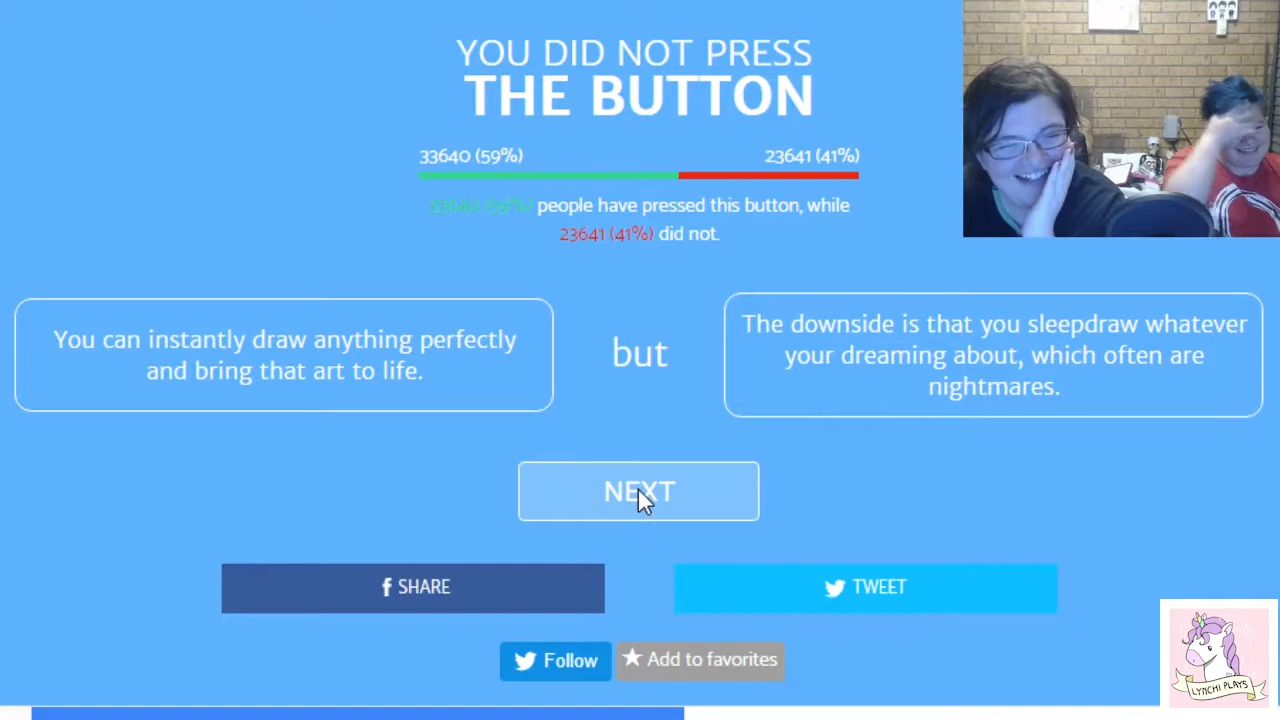 YOU DID NOT PRESS
THE BUTTON
33640 (59%)
23641 (41%)
33640 (59%) people have pressed this button, while
23641 (41%) did not.
You can instantly draw anything perfectly
and bring that art to life.
but
The downside is that you sleepdraw whatever
your dreaming about, which often are
nightmares.
NEXT
f SHARE
TWEET
Follow
Add to favorites
LYNCHI PLAYS